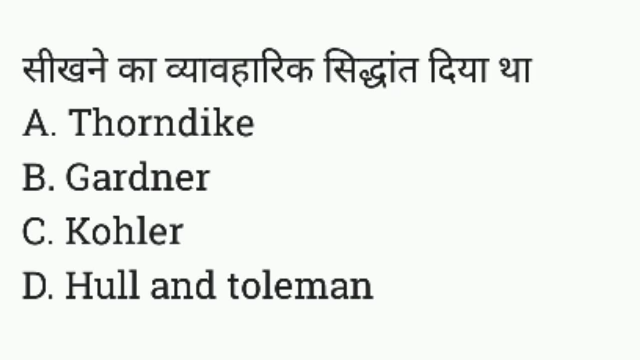 सीखने का व्यावहारिक सिद्धांत दिया था
A. Thorndike
B. Gardner
C. Kohler
D. Hull and toleman